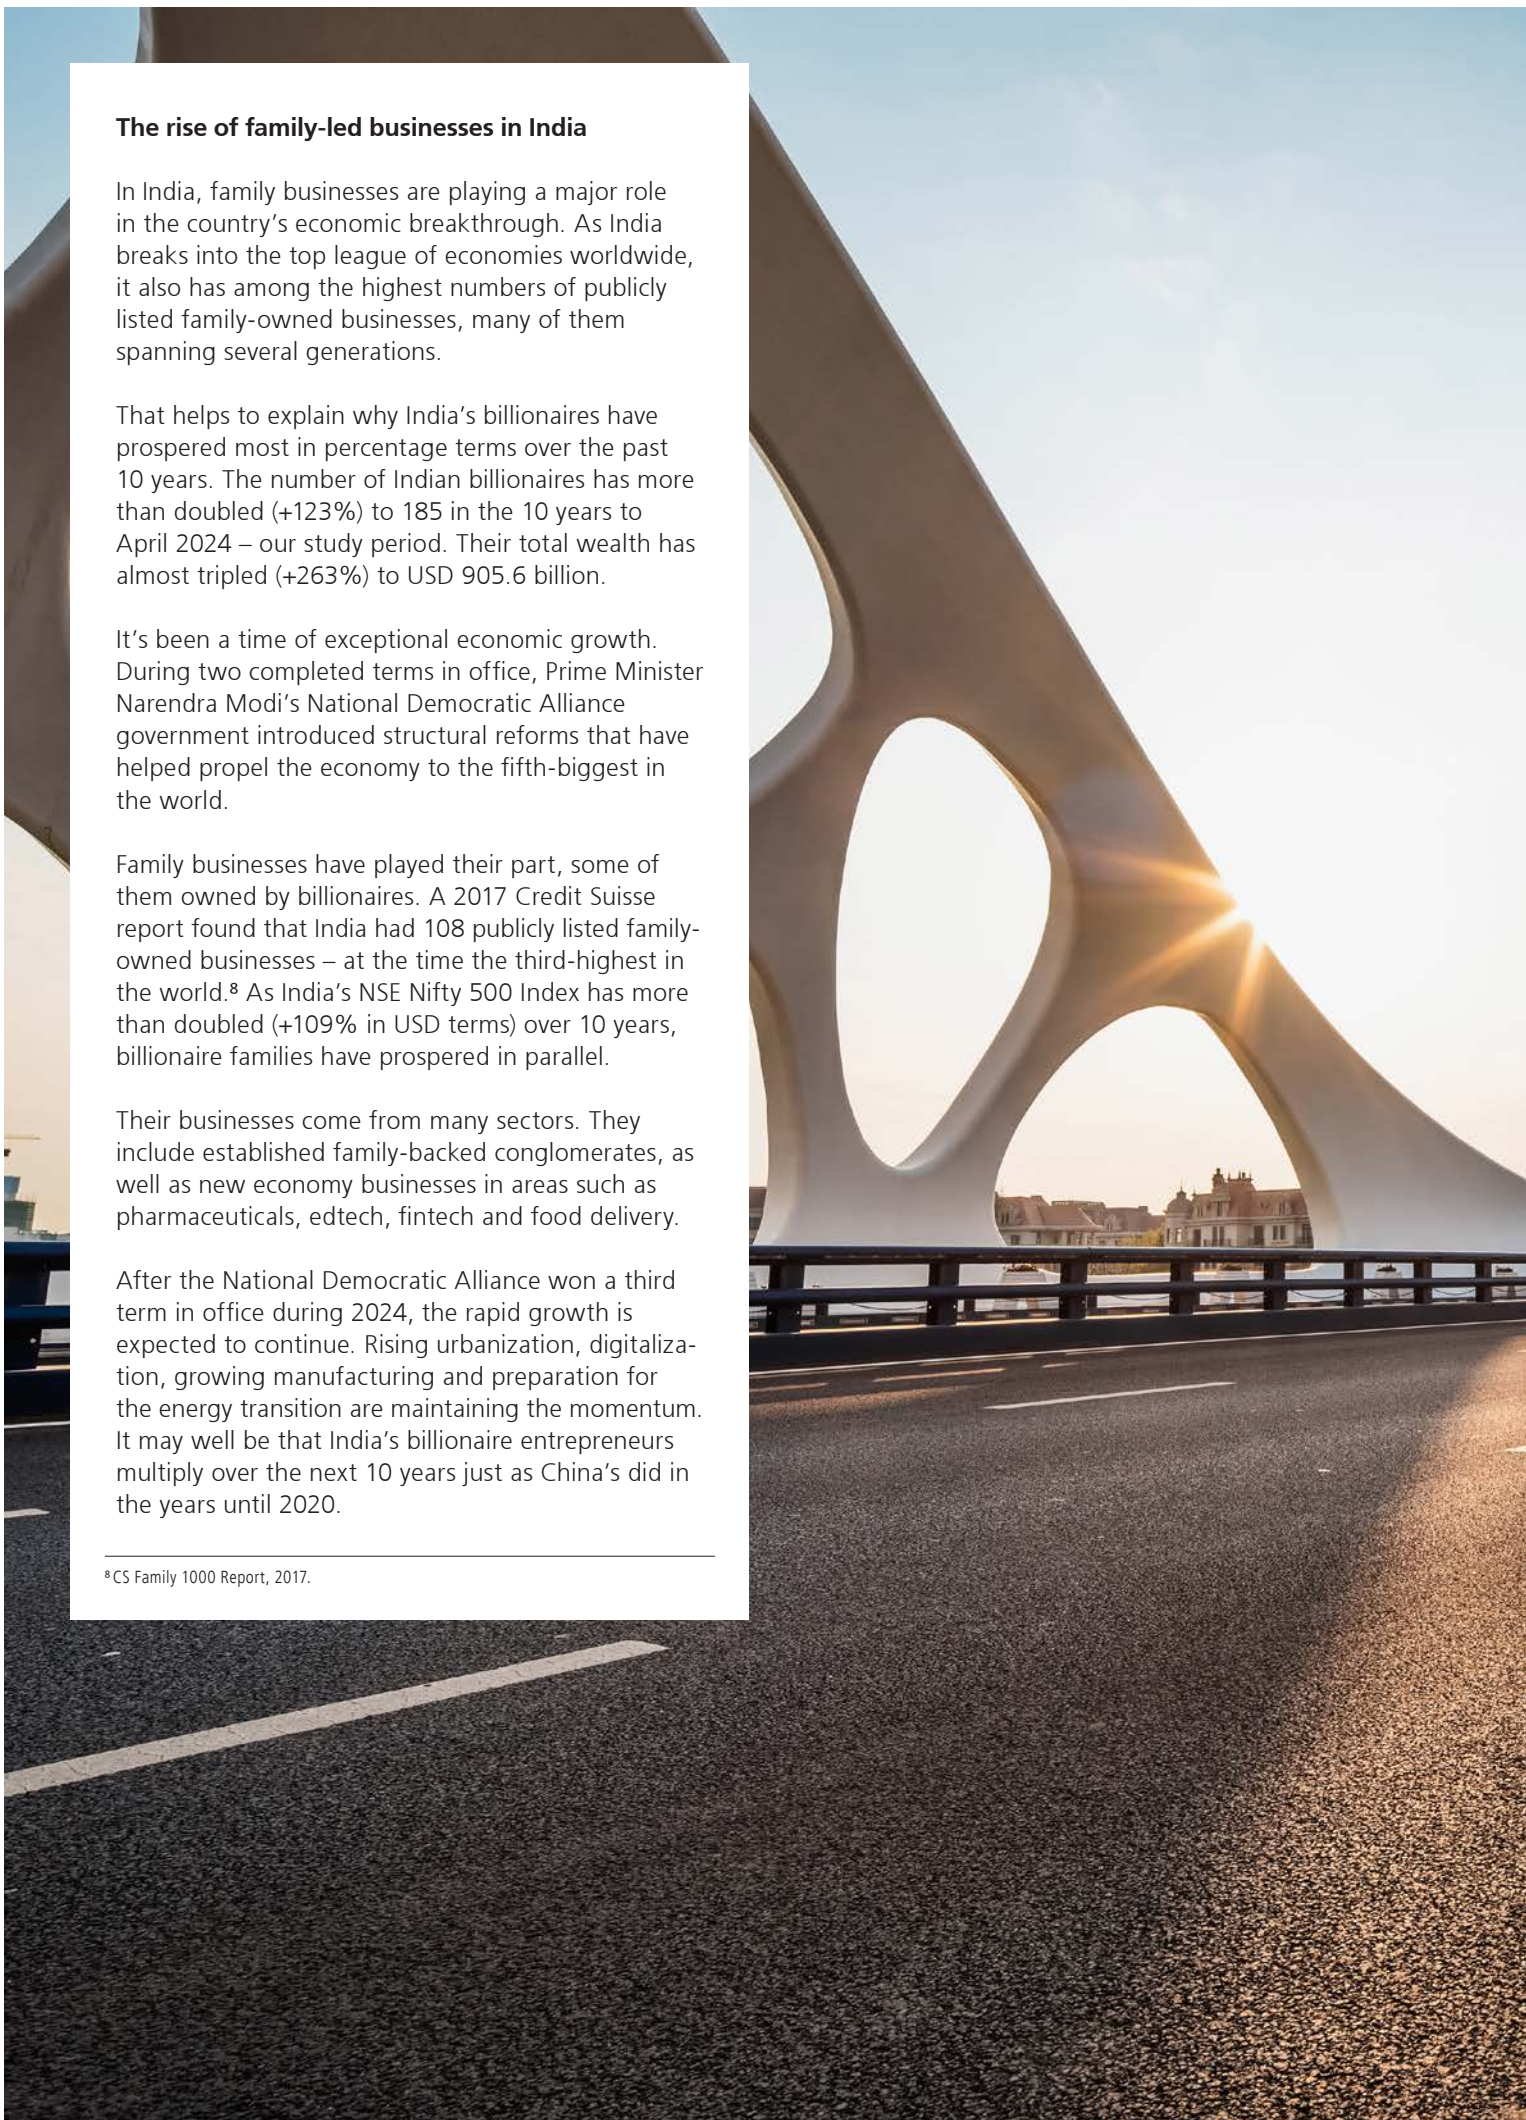 The rise of family-led businesses in India
In India, family businesses are playing a major role
in the country’s economic breakthrough. As India
breaks into the top league of economies worldwide,
it also has among the highest numbers of publicly
listed family-owned businesses, many of them
spanning several generations.
That helps to explain why India’s billionaires have
prospered most in percentage terms over the past
10 years. The number of Indian billionaires has more
than doubled (+123%) to 185 in the 10 years to
April 2024 – our study period. Their total wealth has
almost tripled (+263%) to USD 905.6 billion.
It’s been a time of exceptional economic growth.
During two completed terms in office, Prime Minister
Narendra Modi’s National Democratic Alliance
government introduced structural reforms that have
helped propel the economy to the fifth-biggest in
the world.
Family businesses have played their part, some of
them owned by billionaires. A 2017 Credit Suisse
report found that India had 108 publicly listed family-
owned businesses – at the time the third-highest in
the world.⁸ As India’s NSE Nifty 500 Index has more
than doubled (+109% in USD terms) over 10 years,
billionaire families have prospered in parallel.
Their businesses come from many sectors. They
include established family-backed conglomerates, as
well as new economy businesses in areas such as
pharmaceuticals, edtech, fintech and food delivery.
After the National Democratic Alliance won a third
term in office during 2024, the rapid growth is
expected to continue. Rising urbanization, digitaliza-
tion, growing manufacturing and preparation for
the energy transition are maintaining the momentum.
It may well be that India’s billionaire entrepreneurs
multiply over the next 10 years just as China’s did in
the years until 2020.
⁸ CS Family 1000 Report, 2017.